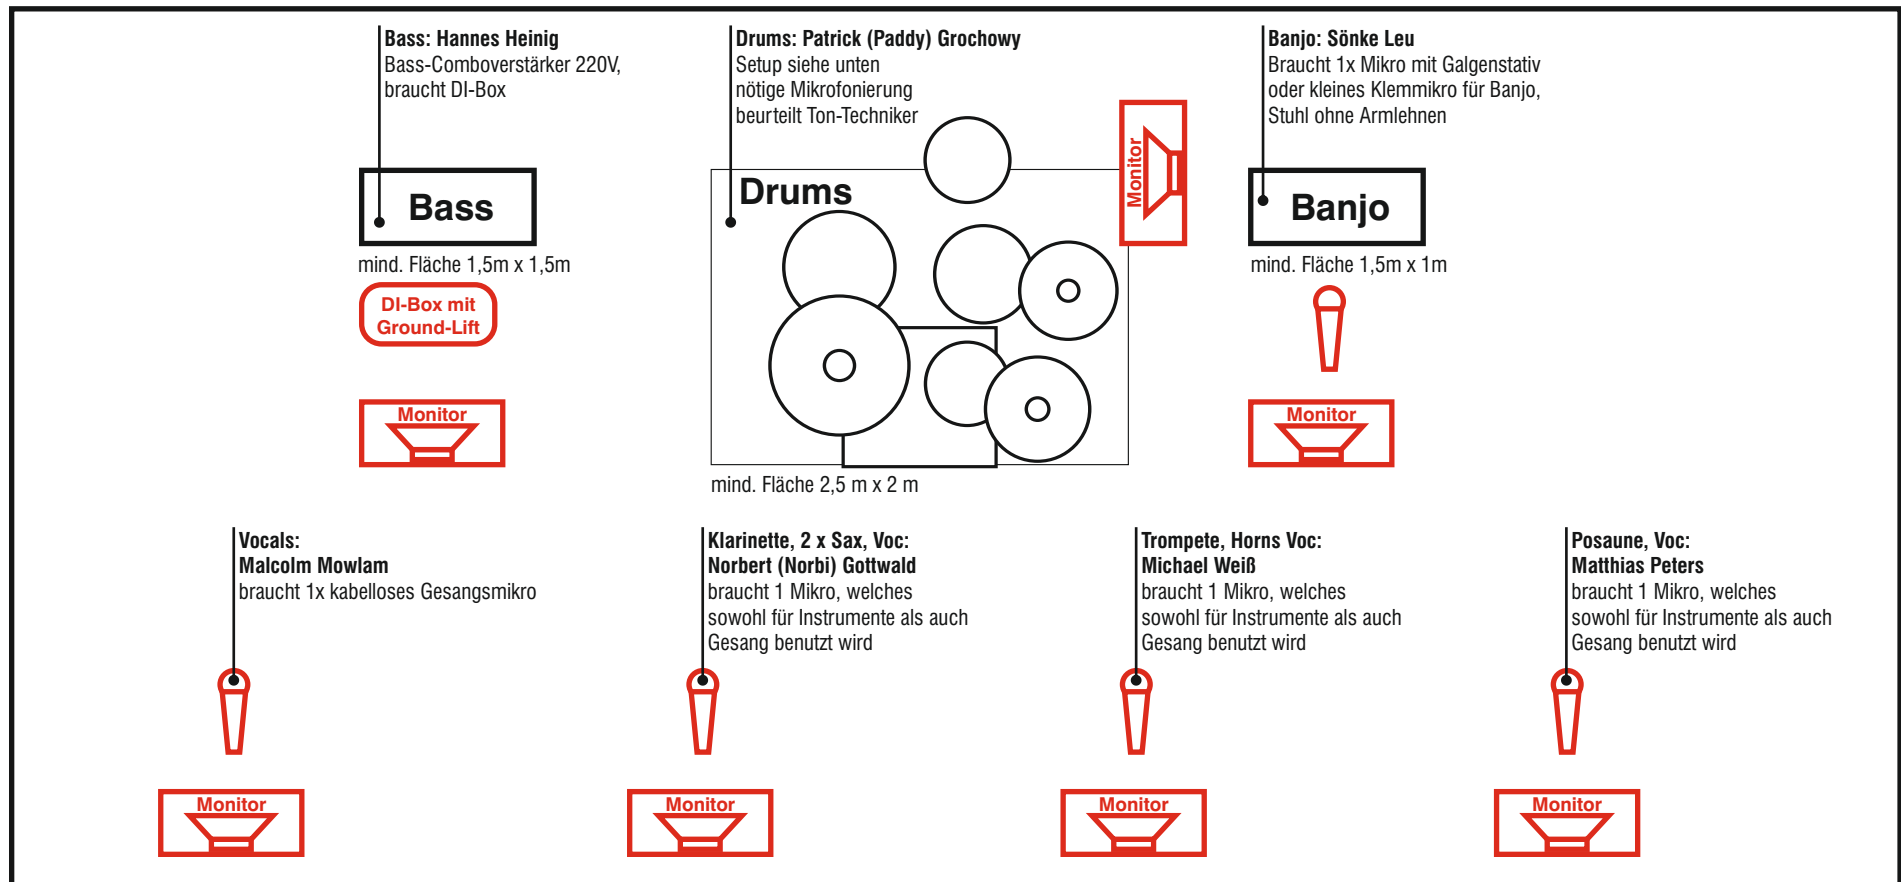 Bass: Hannes Heinig
Bass-Comboverstärker 220V,
braucht DI-Box
Bass
mind. Fläche 1,5m x 1,5m
DI-Box mit
Ground-Lift
Monitor
Drums: Patrick (Paddy) Grochowy
Setup siehe unten
nötige Mikrofonierung
beurteilt Ton-Techniker
Drums
Monitor
mind. Fläche 2,5 m x 2 m
Banjo: Sönke Leu
Braucht 1x Mikro mit Galgenstativ
oder kleines Klemmikro für Banjo,
Stuhl ohne Armlehnen
Banjo
mind. Fläche 1,5m x 1m
Monitor
Vocals:
Malcolm Mowlam
braucht 1x kabelloses Gesangsmikro
Monitor
Klarinette, 2 x Sax, Voc:
Norbert (Norbi) Gottwald
braucht 1 Mikro, welches
sowohl für Instrumente als auch
Gesang benutzt wird
Monitor
Trompete, Horns Voc:
Michael Weiß
braucht 1 Mikro, welches
sowohl für Instrumente als auch
Gesang benutzt wird
Monitor
Posaune, Voc:
Matthias Peters
braucht 1 Mikro, welches
sowohl für Instrumente als auch
Gesang benutzt wird
Monitor